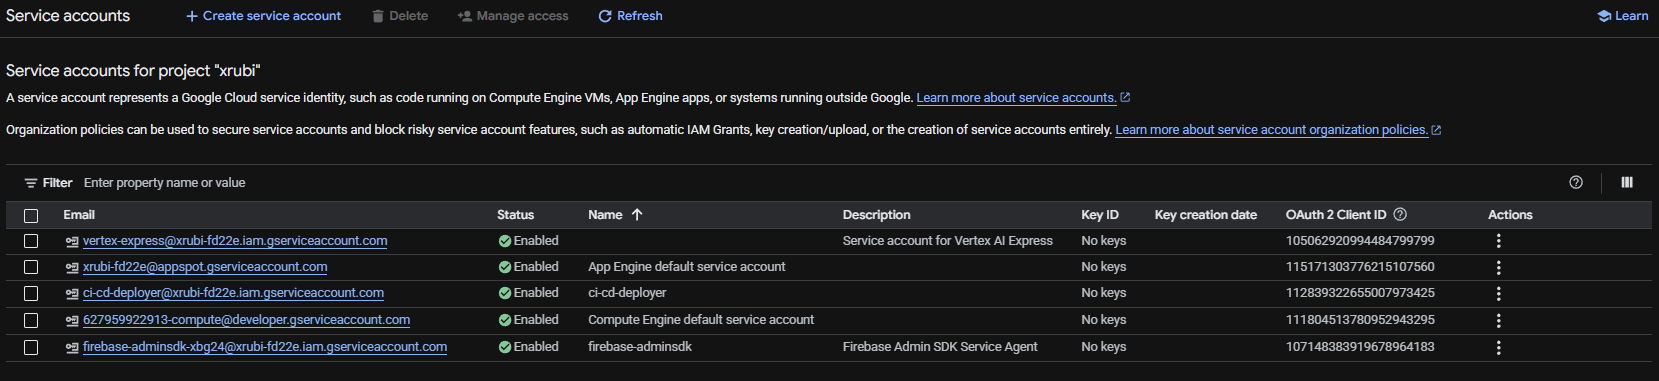 Service accounts Create service account Delete Manage access Refresh Learn
Service accounts for project "xrubi"
A service account represents a Google Cloud service identity, such as code running on Compute Engine VMs, App Engine apps, or systems running outside Google. Learn more about service accounts.
Organization policies can be used to secure service accounts and block risky service account features, such as automatic IAM Grants, key creation/upload, or the creation of service accounts entirely. Learn more about service account organization policies.
Filter Enter property name or value
Email Status Name Description Key ID Key creation date OAuth 2 Client ID Actions
vertex-express@xrubi-fd22e.iam.gserviceaccount.com Enabled Service account for Vertex AI Express No keys 105062920994484799799
xrubi-fd22e@appspot.gserviceaccount.com Enabled App Engine default service account No keys 115171303776215107560
ci-cd-deployer@xrubi-fd22e.iam.gserviceaccount.com Enabled ci-cd-deployer No keys 112839322655007973425
627959922913-compute@developer.gserviceaccount.com Enabled Compute Engine default service account No keys 111804513780952943295
firebase-adminsdk-xbg24@xrubi-fd22e.iam.gserviceaccount.com Enabled firebase-adminsdk Firebase Admin SDK Service Agent No keys 107148383919678964183